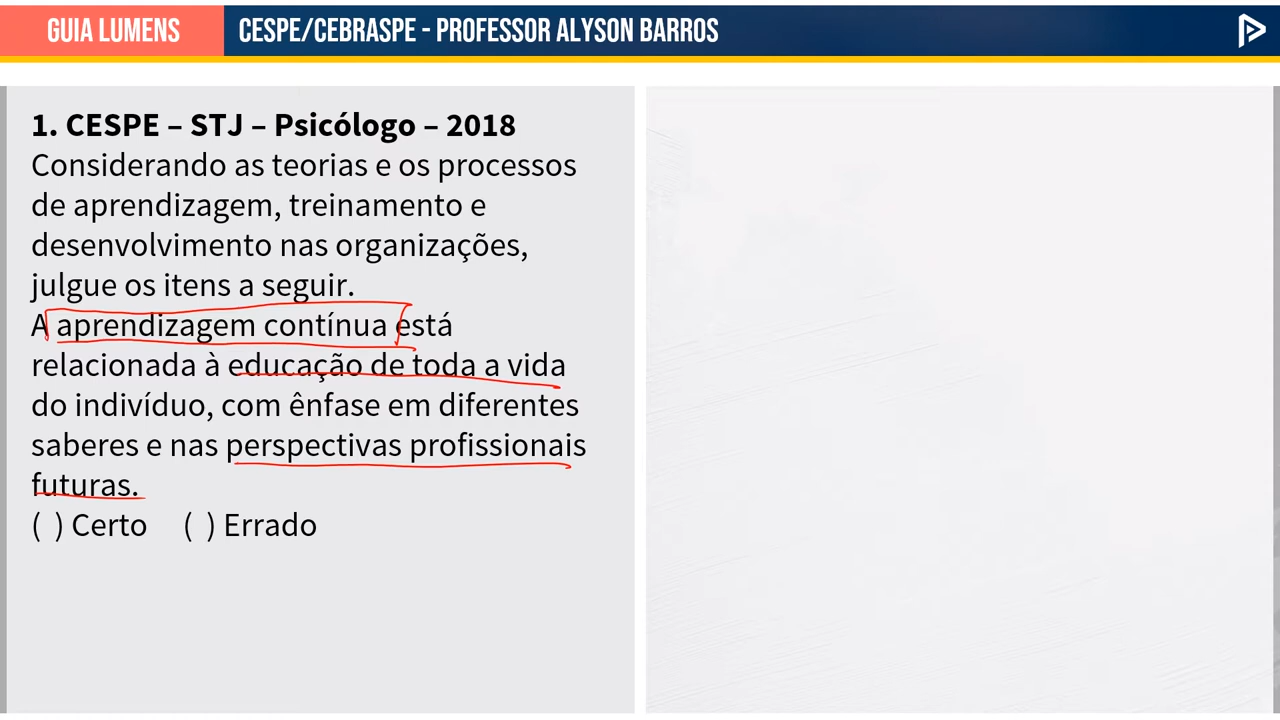 GUIA LUMENS
CESPE/CEBRASPE - PROFESSOR ALYSON BARROS
1. CESPE – STJ – Psicólogo – 2018
Considerando as teorias e os processos
de aprendizagem, treinamento e
desenvolvimento nas organizações,
julgue os itens a seguir.
A aprendizagem contínua está
relacionada à educação de toda a vida
do indivíduo, com ênfase em diferentes
saberes e nas perspectivas profissionais
futuras.
( ) Certo ( ) Errado